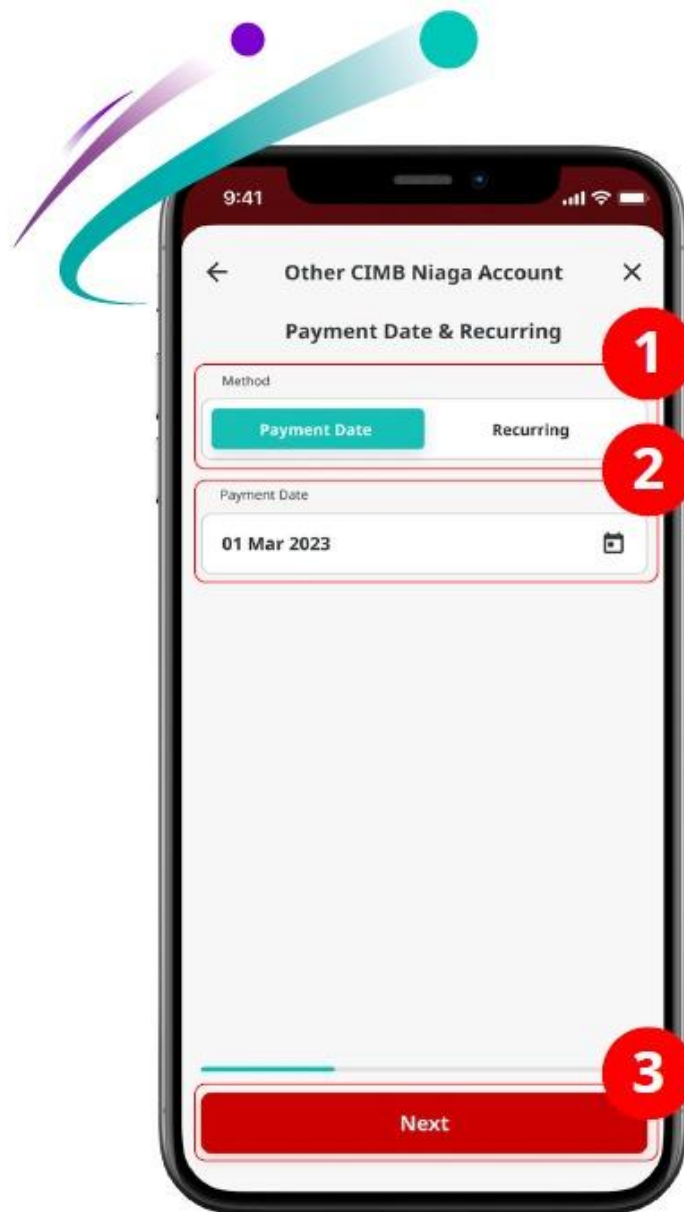 9:41
Other CIMB Niaga Account
Payment Date & Recurring
1
Method
Payment Date Recurring
2
Payment Date
01 Mar 2023
3
Next